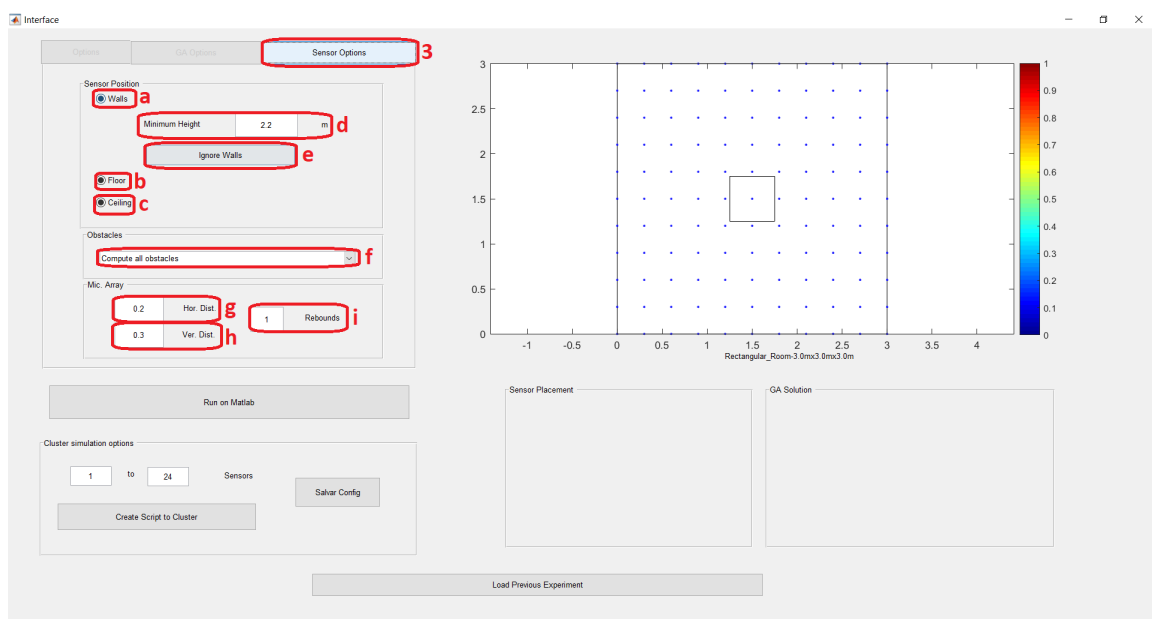 Interface
Options GA Options Sensor Options 3
Sensor Position
Walls a
Minimum Height 2.2 m d
Ignore Walls e
Floor b
Ceiling c
Obstacles
Compute all obstacles f
Mic. Array
0.2 Hor. Dist. g
1 Rebounds i
0.3 Ver. Dist. h
Run on Matlab
Cluster simulation options
1 to 24 Sensors
Salvar Config
Create Script to Cluster
3
2.5
2
1.5
1
0.5
0
-1 -0.5 0 0.5 1 1.5 2 2.5 3 3.5 4
Rectangular_Room-3.0mx3.0mx3.0m
1
0.9
0.8
0.7
0.6
0.5
0.4
0.3
0.2
0.1
0
Sensor Placement
GA Solution
Load Previous Experiment